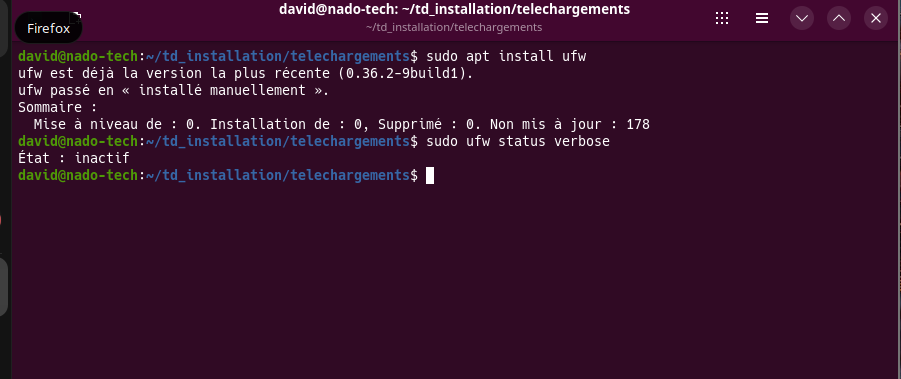 david@nado-tech: ~/td_installation/telechargements
~/td_installation/telechargements
Firefox
david@nado-tech:~/td_installation/telechargements$ sudo apt install ufw
ufw est déjà la version la plus récente (0.36.2-9build1).
ufw passé en « installé manuellement ».
Sommaire :
  Mise à niveau de : 0. Installation de : 0, Supprimé : 0. Non mis à jour : 178
david@nado-tech:~/td_installation/telechargements$ sudo ufw status verbose
État : inactif
david@nado-tech:~/td_installation/telechargements$